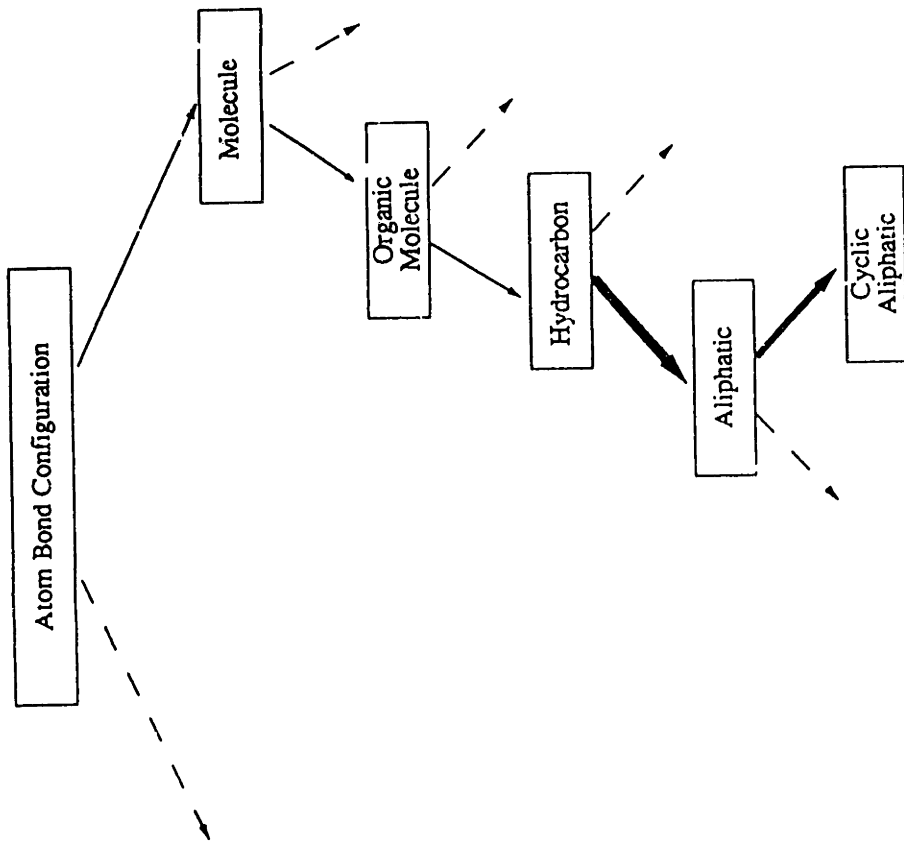 Atom Bond Configuration
Molecule
Organic
Molecule
Hydrocarbon
Aliphatic
Cyclic
Aliphatic